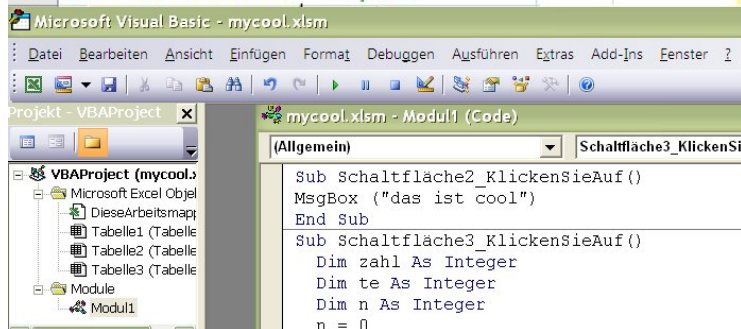 Microsoft Visual Basic - mycool.xlsm
Datei Bearbeiten Ansicht Einfügen Format Debuggen Ausführen Extras Add-Ins Fenster ?
Projekt - VBAProject
mycool.xlsm - Modul1 (Code)
(Allgemein)
Schaltfläche3_KlickenSi
VBAProject (mycool.x
Microsoft Excel Objel
DieseArbeitsmapp
Tabelle1 (Tabelle
Tabelle2 (Tabelle
Tabelle3 (Tabelle
Module
Modul1
Sub Schaltfläche2_KlickenSieAuf()
MsgBox ("das ist cool")
End Sub
Sub Schaltfläche3_KlickenSieAuf()
Dim zahl As Integer
Dim te As Integer
Dim n As Integer
n = 0